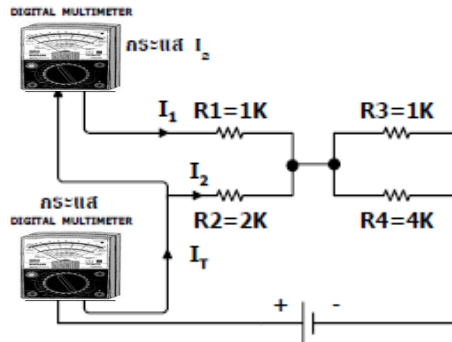 DIGITAL MULTIMETER
กระแส I₂
I₁
R1=1K
R3=1K
I₂
กระแส
DIGITAL MULTIMETER
R2=2K
R4=4K
I_T
+
-